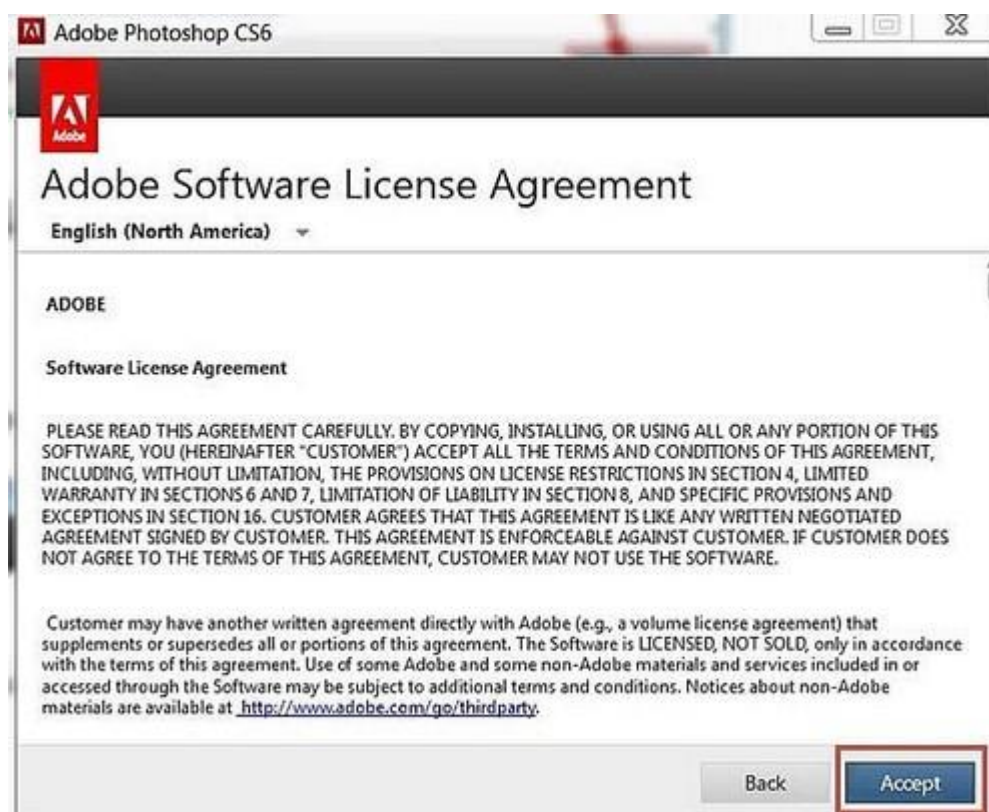 Adobe Photoshop CS6
Adobe
Adobe Software License Agreement
English (North America)
ADOBE
Software License Agreement
PLEASE READ THIS AGREEMENT CAREFULLY. BY COPYING, INSTALLING, OR USING ALL OR ANY PORTION OF THIS
SOFTWARE, YOU (HEREINAFTER "CUSTOMER") ACCEPT ALL THE TERMS AND CONDITIONS OF THIS AGREEMENT,
INCLUDING, WITHOUT LIMITATION, THE PROVISIONS ON LICENSE RESTRICTIONS IN SECTION 4, LIMITED
WARRANTY IN SECTIONS 6 AND 7, LIMITATION OF LIABILITY IN SECTION 8, AND SPECIFIC PROVISIONS AND
EXCEPTIONS IN SECTION 16. CUSTOMER AGREES THAT THIS AGREEMENT IS LIKE ANY WRITTEN NEGOTIATED
AGREEMENT SIGNED BY CUSTOMER. THIS AGREEMENT IS ENFORCEABLE AGAINST CUSTOMER. IF CUSTOMER DOES
NOT AGREE TO THE TERMS OF THIS AGREEMENT, CUSTOMER MAY NOT USE THE SOFTWARE.
Customer may have another written agreement directly with Adobe (e.g., a volume license agreement) that
supplements or supersedes all or portions of this agreement. The Software is LICENSED, NOT SOLD, only in accordance
with the terms of this agreement. Use of some Adobe and some non-Adobe materials and services included in or
accessed through the Software may be subject to additional terms and conditions. Notices about non-Adobe
materials are available at http://www.adobe.com/go/thirdparty.
Back
Accept